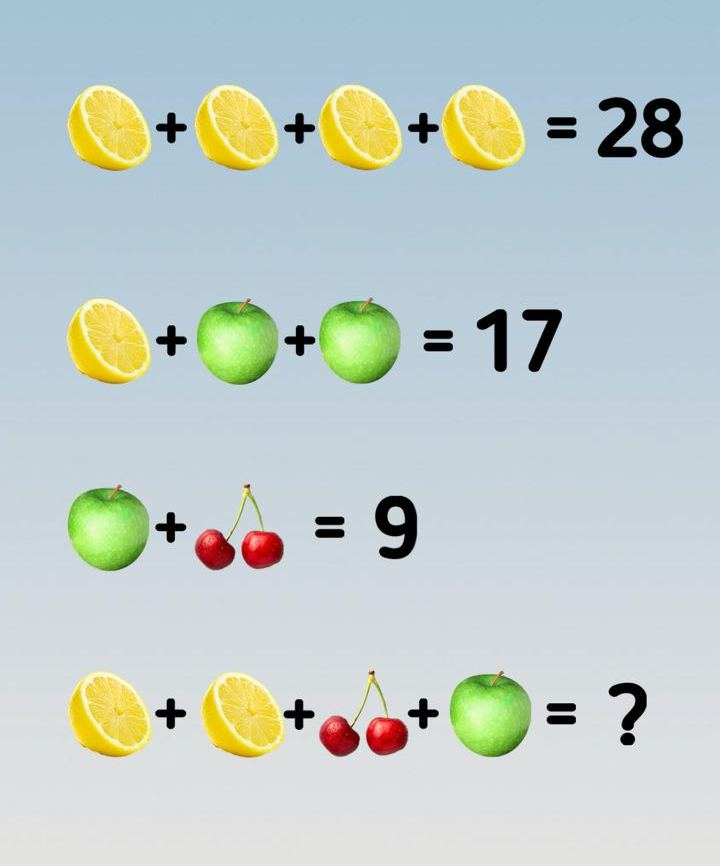 + + + = 28
+ + = 17
+ = 9
+ + + = ?